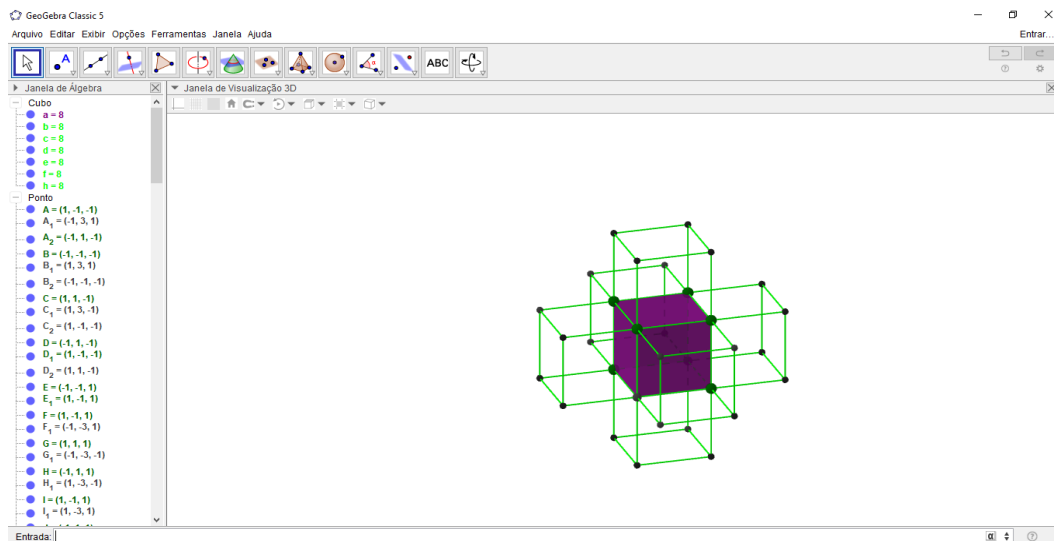 GeoGebra Classic 5
Arquivo Editar Exibir Opções Ferramentas Janela Ajuda
Entrar...
ABC
Janela de Álgebra
Janela de Visualização 3D
Cubo
a = 8
b = 8
c = 8
d = 8
e = 8
f = 8
h = 8
Ponto
A = (1, -1, -1)
A₁ = (-1, 3, 1)
A₂ = (-1, 1, -1)
B = (-1, -1, -1)
B₁ = (1, 3, 1)
B₂ = (-1, -1, -1)
C = (1, 1, -1)
C₁ = (1, 3, -1)
C₂ = (1, -1, -1)
D = (-1, 1, -1)
D₁ = (1, -1, -1)
D₂ = (1, 1, -1)
E = (-1, -1, 1)
E₁ = (1, -1, 1)
F = (1, -1, 1)
F₁ = (-1, -3, 1)
G = (1, 1, 1)
G₁ = (-1, -3, -1)
H = (-1, 1, 1)
H₁ = (1, -3, -1)
I = (1, -1, 1)
I₁ = (1, -3, 1)
Entrada:
α